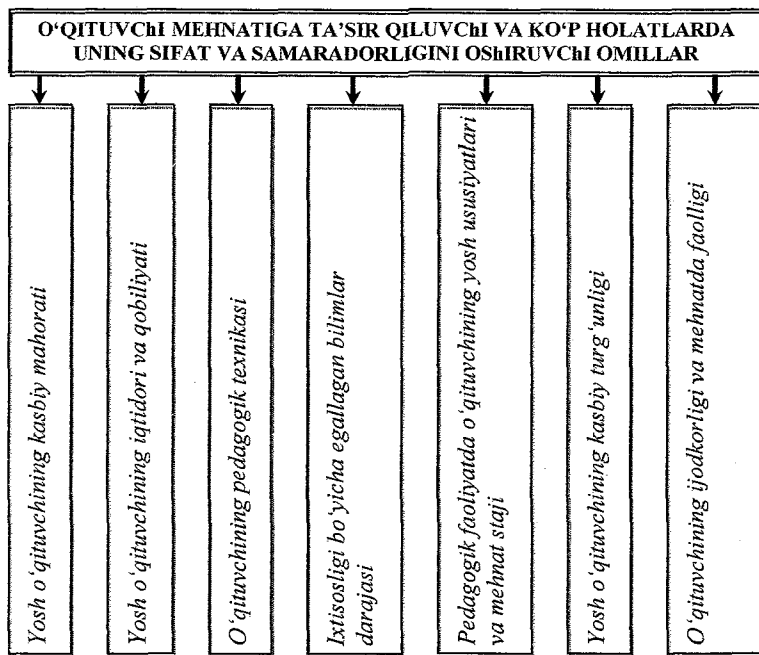 O‘QITUVChI MEHNATIGA TA’SIR QILUVChI VA KO‘P HOLATLARDA
UNING SIFAT VA SAMARADORLIGINI OShIRUVChI OMILLAR
Yosh o‘qituvchining kasbiy mahorati
Yosh o‘qituvchining iqtidori va qobiliyati
O‘qituvchining pedagogik texnikasi
Ixtisosligi bo‘yicha egallagan bilimlar
darajasi
Pedagogik faoliyatda o‘qituvchining yosh ususiyatlari
va mehnat staji
Yosh o‘qituvchining kasbiy turg‘unligi
O‘qituvchining ijodkorligi va mehnatda faolligi